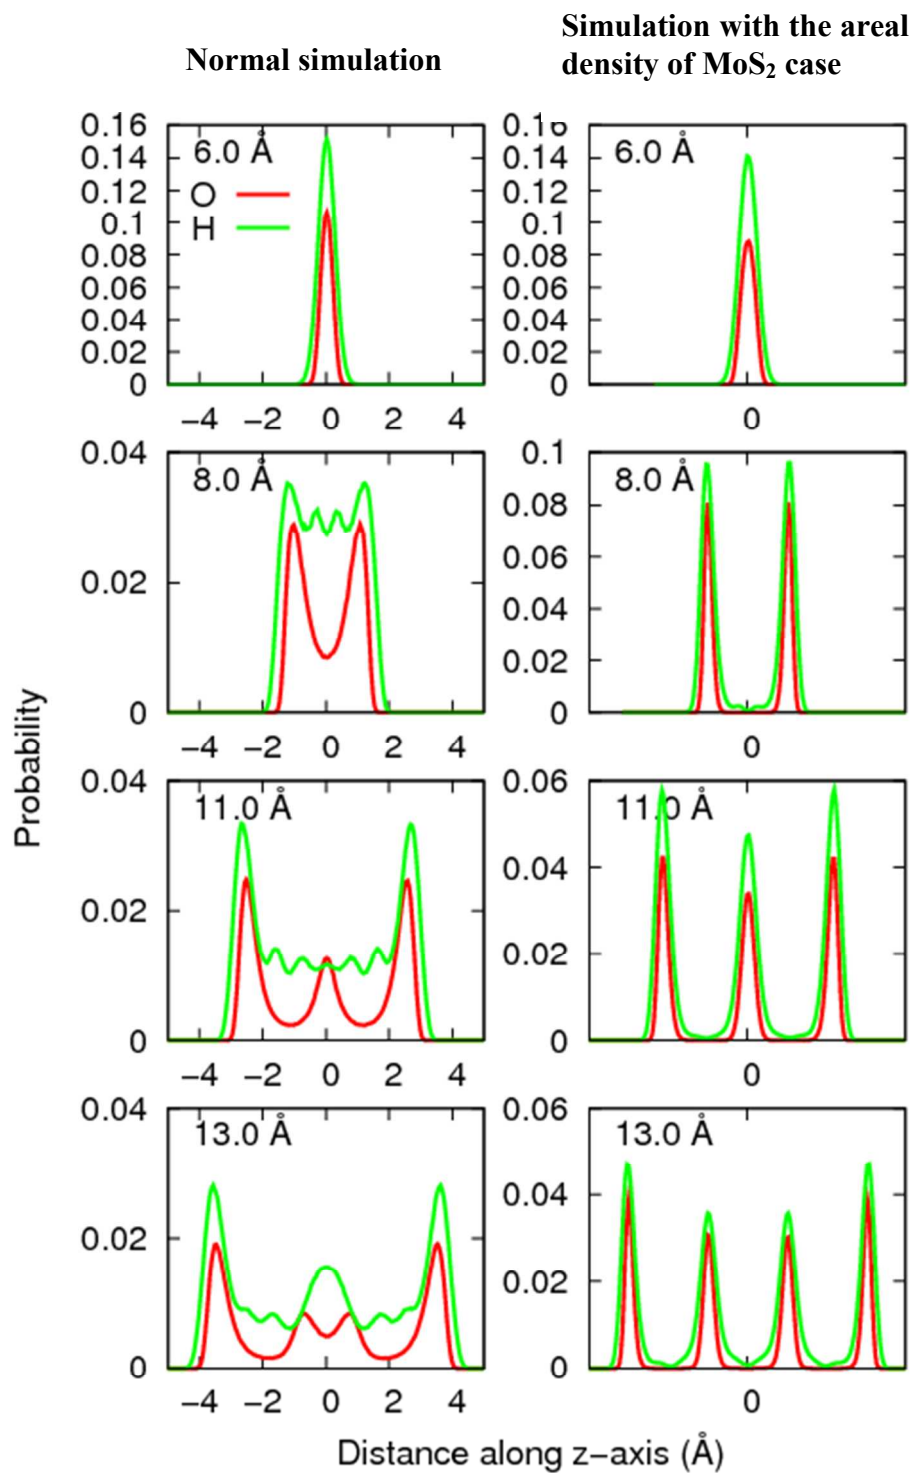 Normal simulation
Simulation with the areal
density of MoS₂ case
0.16
0.14
0.12
0.1
0.08
0.06
0.04
0.02
0
6.0 Å
O
H
−4 −2 0 2 4
0.16
0.14
0.12
0.1
0.08
0.06
0.04
0.02
0
6.0 Å
0
0.04
0.02
0
8.0 Å
−4 −2 0 2 4
0.1
0.08
0.06
0.04
0.02
0
8.0 Å
0
Probability
0.04
0.02
0
11.0 Å
−4 −2 0 2 4
0.06
0.04
0.02
0
11.0 Å
0
0.04
0.02
0
13.0 Å
−4 −2 0 2 4
0.06
0.04
0.02
0
13.0 Å
0
Distance along z−axis (Å)